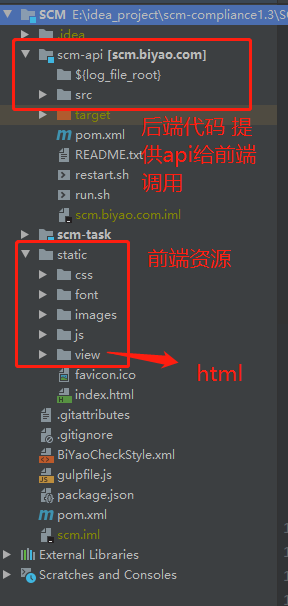 SCM E:\idea_project\scm-compliance1.3\S
.idea
scm-api [scm.biyao.com]
${log_file_root}
src
target
pom.xml
README.txt
restart.sh
run.sh
scm.biyao.com.iml
后端代码 提
供api给前端
调用
scm-task
static
前端资源
css
font
images
js
view
html
favicon.ico
index.html
.gitattributes
.gitignore
BiYaoCheckStyle.xml
gulpfile.js
package.json
pom.xml
scm.iml
External Libraries
Scratches and Consoles